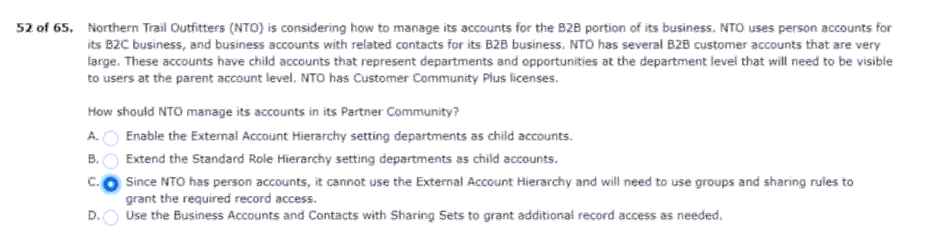 52 of 65. Northern Trail Outfitters (NTO) is considering how to manage its accounts for the B2B portion of its business. NTO uses person accounts for
its B2C business, and business accounts with related contacts for its B2B business. NTO has several B2B customer accounts that are very
large. These accounts have child accounts that represent departments and opportunities at the department level that will need to be visible
to users at the parent account level. NTO has Customer Community Plus licenses.
How should NTO manage its accounts in its Partner Community?
A. Enable the External Account Hierarchy setting departments as child accounts.
B. Extend the Standard Role Hierarchy setting departments as child accounts.
C. Since NTO has person accounts, it cannot use the External Account Hierarchy and will need to use groups and sharing rules to
grant the required record access.
D. Use the Business Accounts and Contacts with Sharing Sets to grant additional record access as needed.